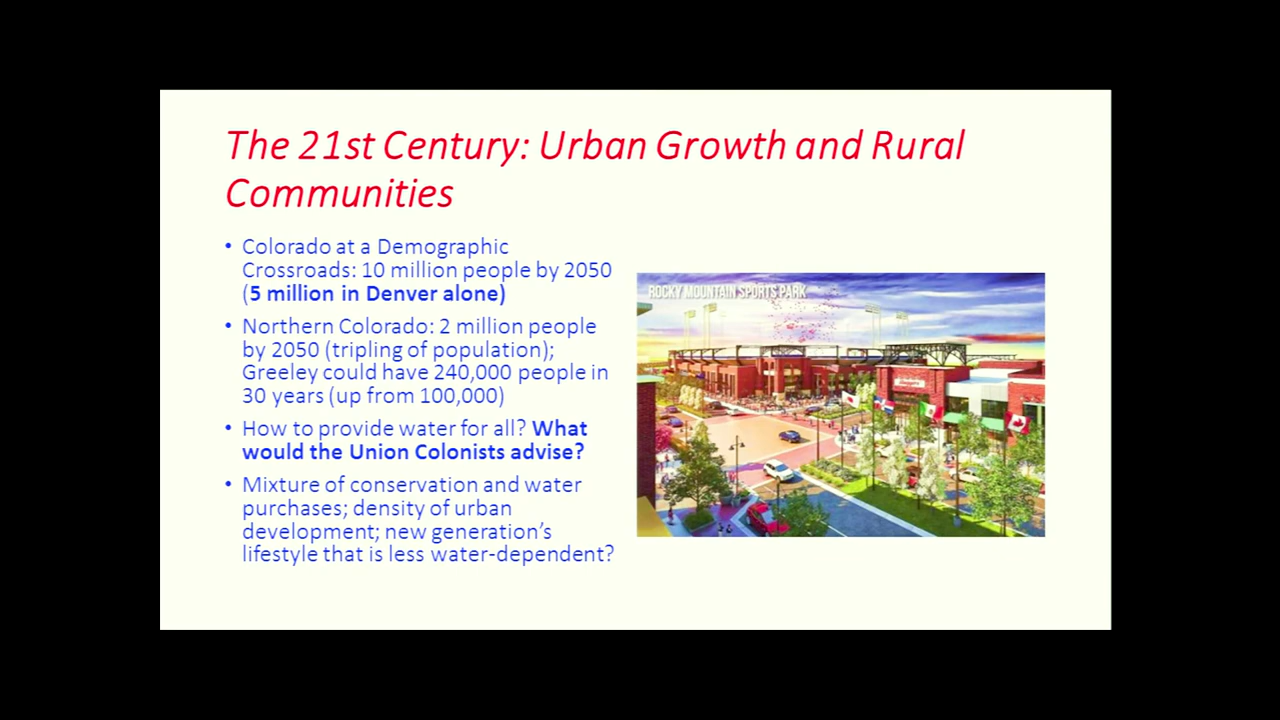 The 21st Century: Urban Growth and Rural
Communities
• Colorado at a Demographic
Crossroads: 10 million people by 2050
(5 million in Denver alone)
• Northern Colorado: 2 million people
by 2050 (tripling of population);
Greeley could have 240,000 people in
30 years (up from 100,000)
• How to provide water for all? What
would the Union Colonists advise?
• Mixture of conservation and water
purchases; density of urban
development; new generation’s
lifestyle that is less water-dependent?
ROCKY MOUNTAIN SPORTS PARK